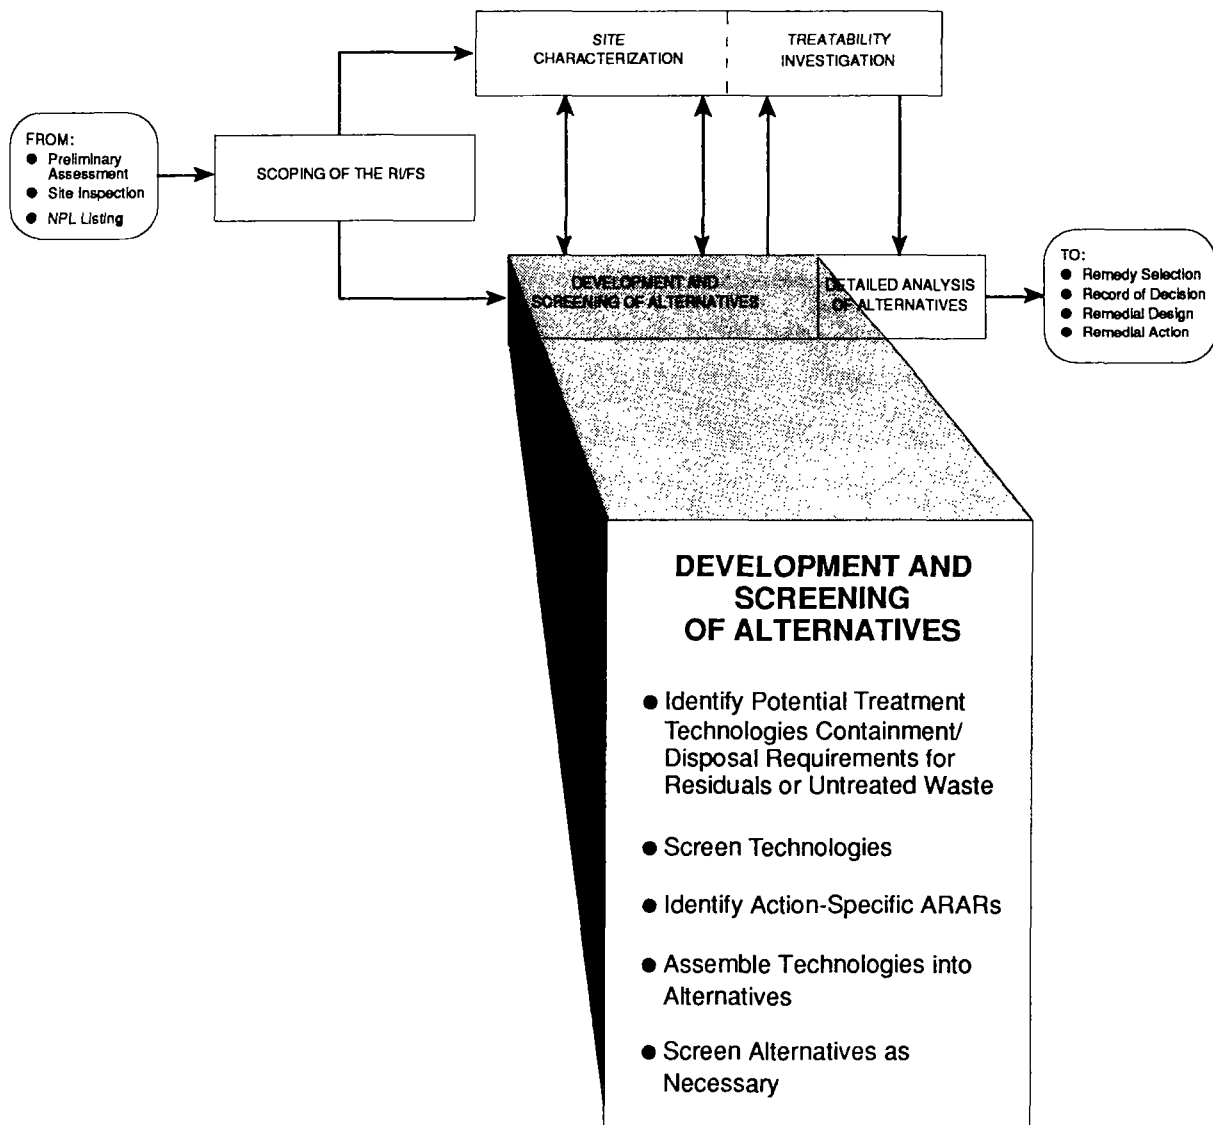 SITE
CHARACTERIZATION
TREATABILITY
INVESTIGATION
FROM:
● Preliminary
Assessment
● Site Inspection
● NPL Listing
SCOPING OF THE RI/FS
DEVELOPMENT AND
SCREENING OF ALTERNATIVES
DETAILED ANALYSIS
OF ALTERNATIVES
TO:
● Remedy Selection
● Record of Decision
● Remedial Design
● Remedial Action
DEVELOPMENT AND
SCREENING
OF ALTERNATIVES
● Identify Potential Treatment
Technologies Containment/
Disposal Requirements for
Residuals or Untreated Waste
● Screen Technologies
● Identify Action-Specific ARARs
● Assemble Technologies into
Alternatives
● Screen Alternatives as
Necessary